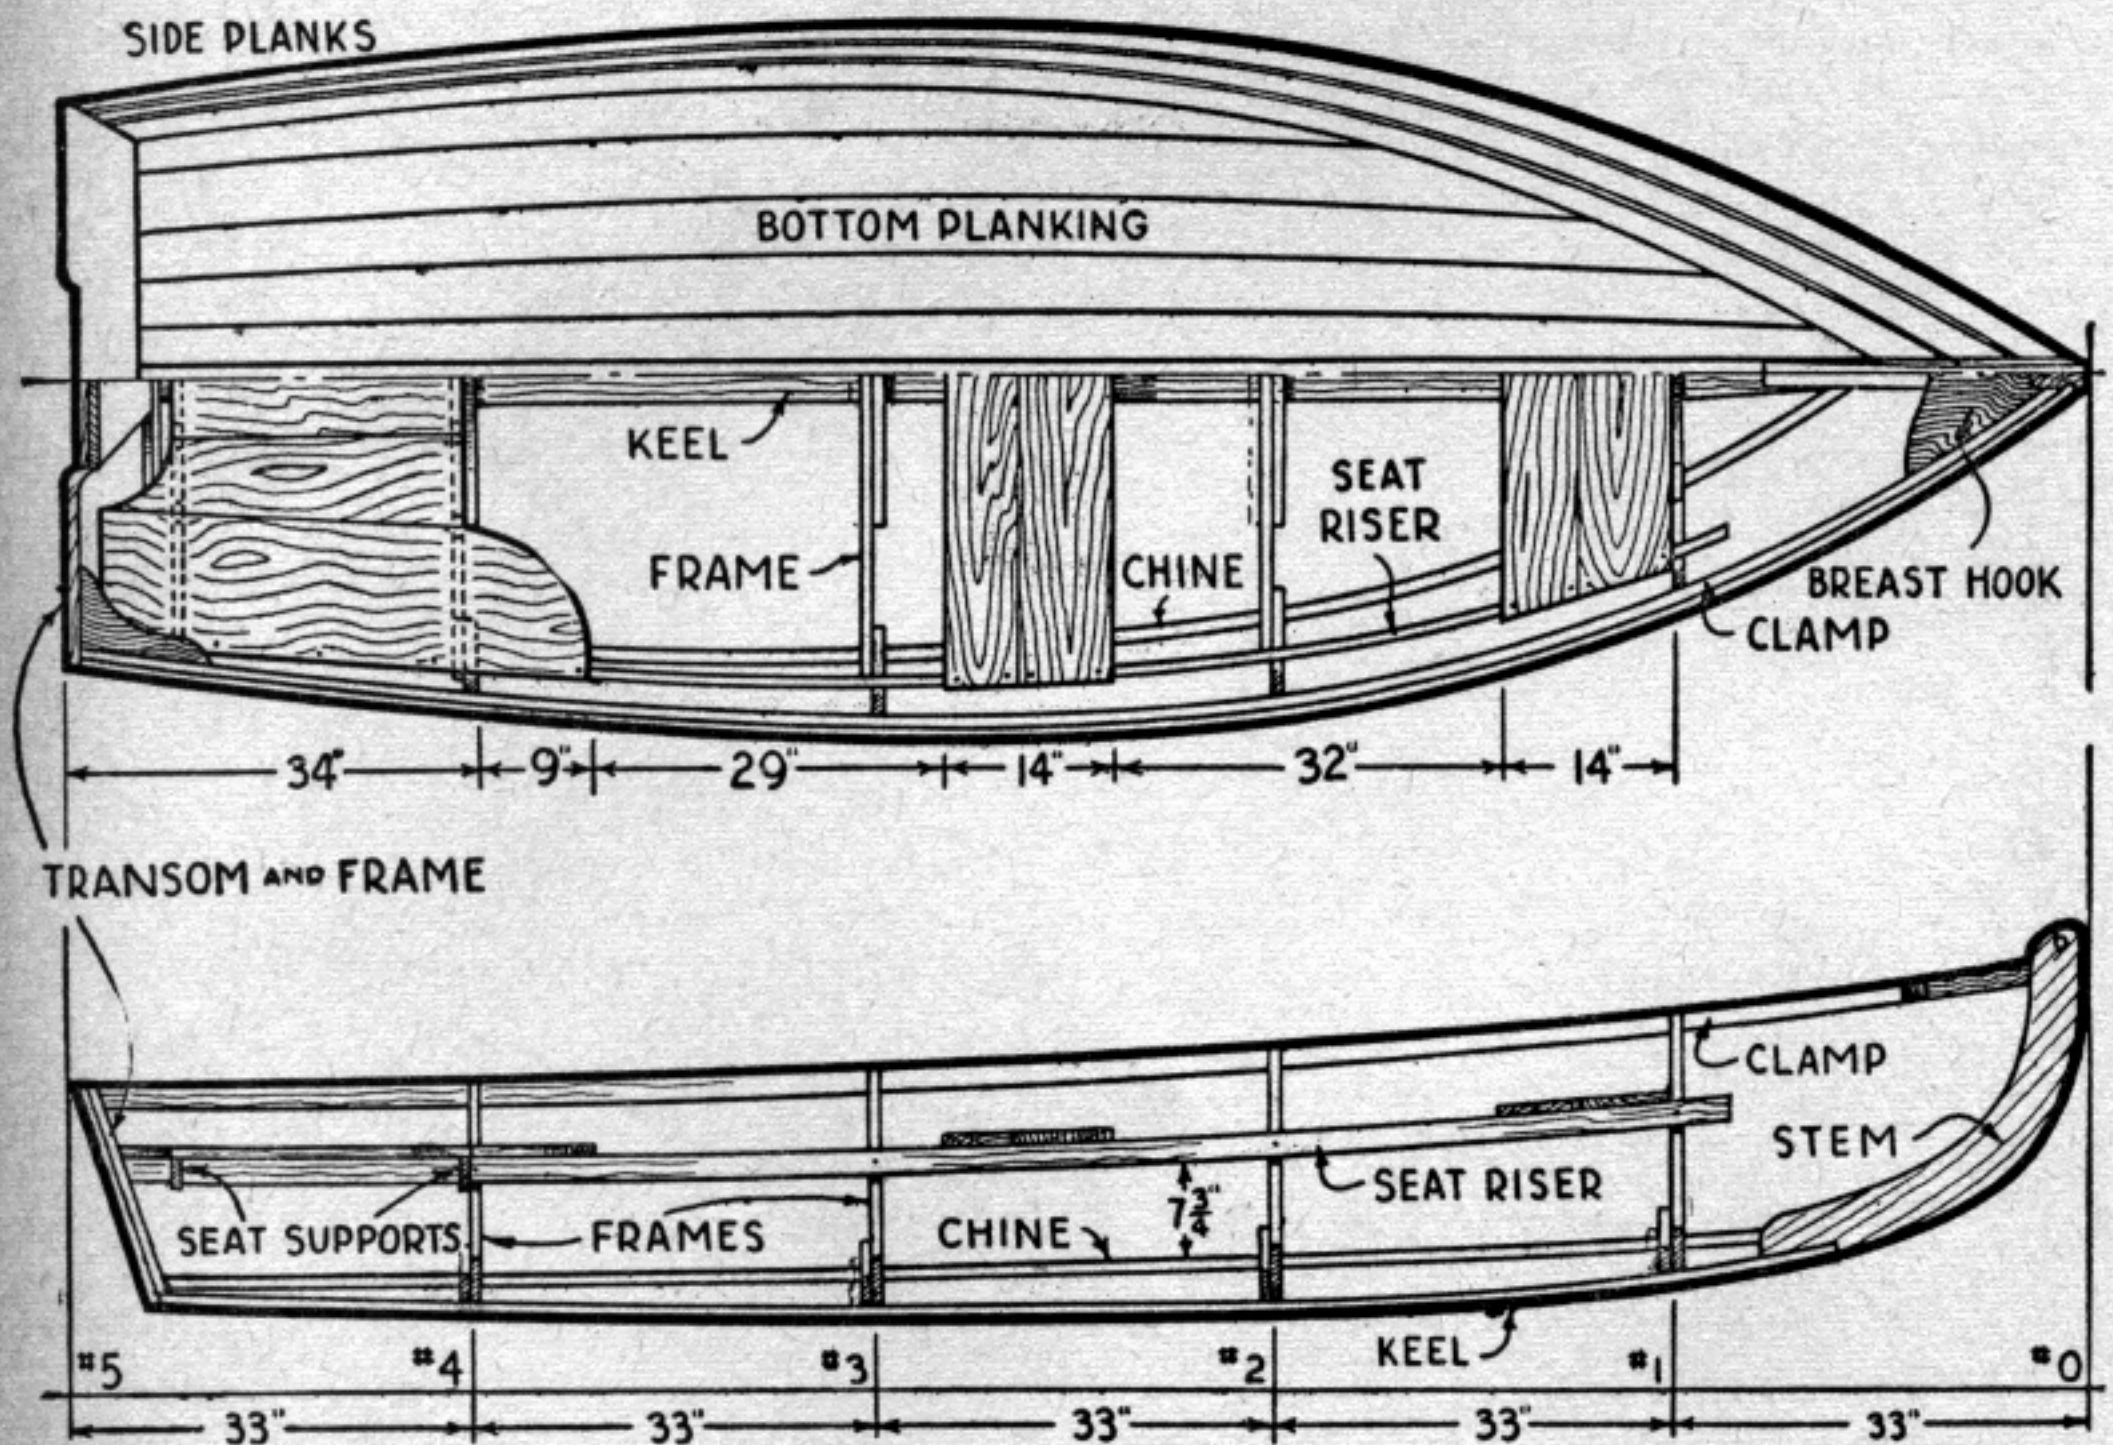 SIDE PLANKS
BOTTOM PLANKING
KEEL
SEAT
RISER
FRAME
CHINE
BREAST HOOK
CLAMP
34" 9" 29" 14" 32" 14"
TRANSOM AND FRAME
CLAMP
STEM
SEAT RISER
7 3/4"
SEAT SUPPORTS
FRAMES
CHINE
KEEL
#5 #4 #3 #2 #1 #0
33" 33" 33" 33" 33"